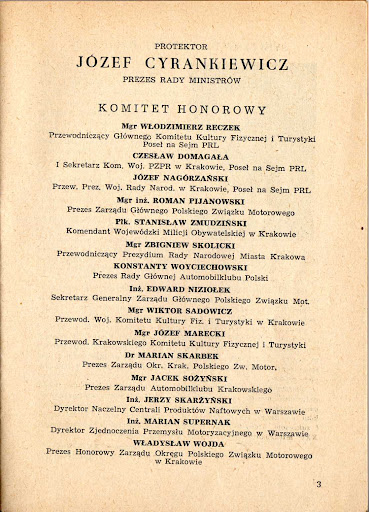 PROTEKTOR
JÓZEF CYRANKIEWICZ
PREZES RADY MINISTRÓW
KOMITET HONOROWY
Mgr WŁODZIMIERZ RECZEK
Przewodniczący Głównego Komitetu Kultury Fizycznej i Turystyki
Poseł na Sejm PRL
CZESŁAW DOMAGAŁA
I Sekretarz Kom. Woj. PZPR w Krakowie, Poseł na Sejm PRL
JÓZEF NAGÓRZAŃSKI
Przew. Prez. Woj. Rady Narod. w Krakowie, Poseł na Sejm PRL
Mgr inż. ROMAN PIJANOWSKI
Prezes Zarządu Głównego Polskiego Związku Motorowego
Płk. STANISŁAW ŻMUDZIŃSKI
Komendant Wojewódzki Milicji Obywatelskiej w Krakowie
Mgr ZBIGNIEW SKOLICKI
Przewodniczący Prezydium Rady Narodowej Miasta Krakowa
KONSTANTY WOYCIECHOWSKI
Prezes Rady Głównej Automobilklubu Polski
Inż. EDWARD NIZIOŁEK
Sekretarz Generalny Zarządu Głównego Polskiego Związku Mot.
Mgr WIKTOR SADOWICZ
Przewod. Woj. Komitetu Kultury Fiz. i Turystyki w Krakowie
Mgr JÓZEF MARECKI
Przewod. Krakowskiego Komitetu Kultury Fizycznej i Turystyki
Dr MARIAN SKARBEK
Prezes Zarządu Okr. Krak. Polskiego Zw. Motor.
Mgr JACEK SOŻYŃSKI
Prezes Zarządu Automobilklubu Krakowskiego
Inż. JERZY SKARŻYŃSKI
Dyrektor Naczelny Centrali Produktów Naftowych w Warszawie
Inż. MARIAN SUPERNAK
Dyrektor Zjednoczenia Przemysłu Motoryzacyjnego w Warszawie
WŁADYSŁAW WOJDA
Prezes Honorowy Zarządu Okręgu Polskiego Związku Motorowego
w Krakowie
3